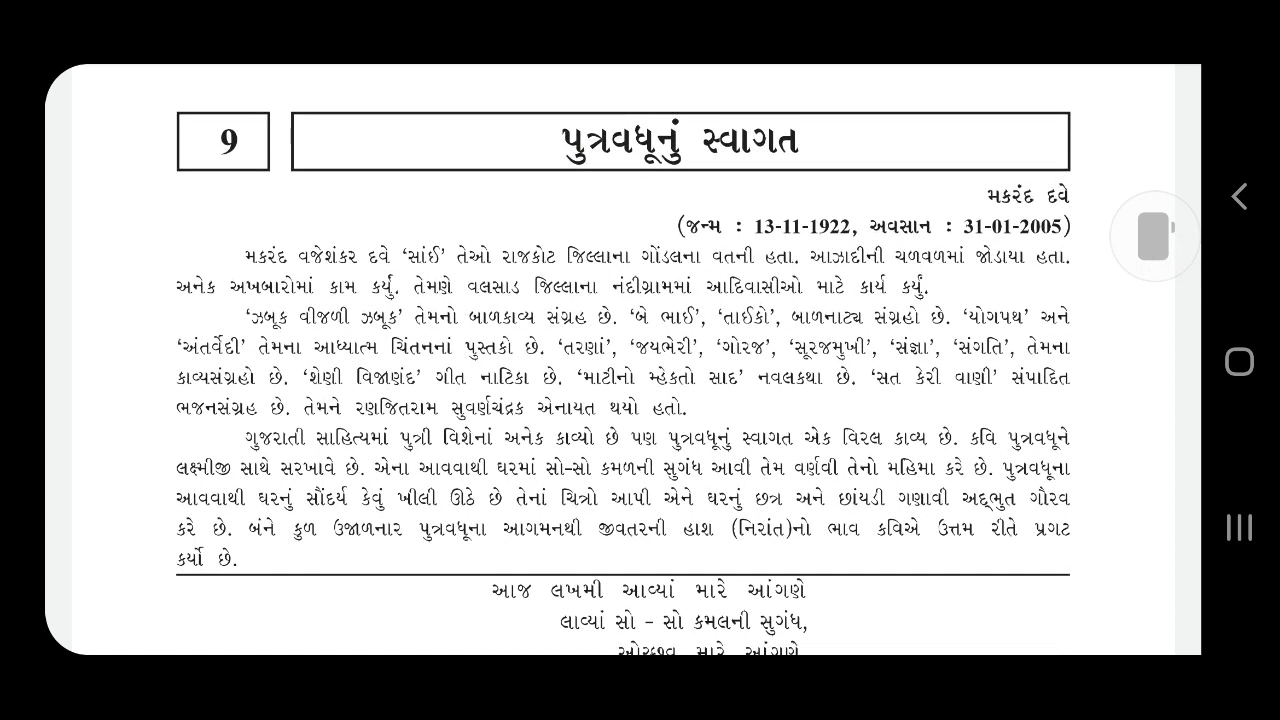 9
પુત્રવધૂનું સ્વાગત
મકરંદ દવે
(જન્મ : 13-11-1922, અવસાન : 31-01-2005)
મકરંદ વજેશંકર દવે ‘સાંઈ’ તેઓ રાજકોટ જિલ્લાના ગોંડલના વતની હતા. આઝાદીની ચળવળમાં જોડાયા હતા.
અનેક અખબારોમાં કામ કર્યું. તેમણે વલસાડ જિલ્લાના નંદીગ્રામમાં આદિવાસીઓ માટે કાર્ય કર્યું.
‘ઝબૂક વીજળી ઝબૂક’ તેમનો બાળકાવ્ય સંગ્રહ છે. ‘બે ભાઈ’, ‘તાઈકો’, બાળનાટ્ય સંગ્રહો છે. ‘યોગપથ’ અને
‘અંતર્વેદી’ તેમના આધ્યાત્મ ચિંતનનાં પુસ્તકો છે. ‘તરણાં’, ‘જયભેરી’, ‘ગોરજ’, ‘સૂરજમુખી’, ‘સંજ્ઞા’, ‘સંગતિ’, તેમના
કાવ્યસંગ્રહો છે. ‘શેણી વિજાણંદ’ ગીત નાટિકા છે. ‘માટીનો મ્હેકતો સાદ’ નવલકથા છે. ‘સત કેરી વાણી’ સંપાદિત
ભજનસંગ્રહ છે. તેમને રણજિતરામ સુવર્ણચંદ્રક એનાયત થયો હતો.
ગુજરાતી સાહિત્યમાં પુત્રી વિશેનાં અનેક કાવ્યો છે પણ પુત્રવધૂનું સ્વાગત એક વિરલ કાવ્ય છે. કવિ પુત્રવધૂને
લક્ષ્મીજી સાથે સરખાવે છે. એના આવવાથી ઘરમાં સો-સો કમળની સુગંધ આવી તેમ વર્ણવી તેનો મહિમા કરે છે. પુત્રવધૂના
આવવાથી ઘરનું સૌંદર્ય કેવું ખીલી ઊઠે છે તેનાં ચિત્રો આપી એને ઘરનું છત્ર અને છાંયડી ગણાવી અદ્ભુત ગૌરવ
કરે છે. બંને કુળ ઉજાળનાર પુત્રવધૂના આગમનથી જીવતરની હાશ (નિરાંત)નો ભાવ કવિએ ઉત્તમ રીતે પ્રગટ
કર્યો છે.
આજ લખમી આવ્યાં મારે આંગણે
લાવ્યાં સો - સો કમલની સુગંધ,
ઓચ્છવ મારે આંગણે